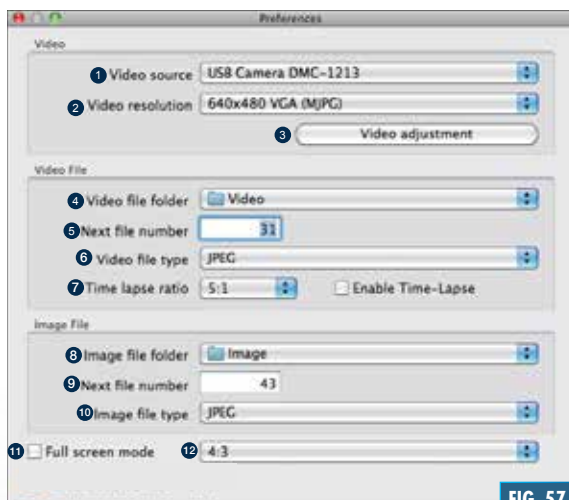 Preferences
Video
1 Video source USB Camera DMC-1213
2 Video resolution 640x480 VGA (MJPG)
3 Video adjustment
Video File
4 Video file folder Video
5 Next file number 31
6 Video file type JPEG
7 Time lapse ratio 5:1 Enable Time-Lapse
Image File
8 Image file folder Image
9 Next file number 43
10 Image file type JPEG
11 Full screen mode 12 4:3
FIG. 57